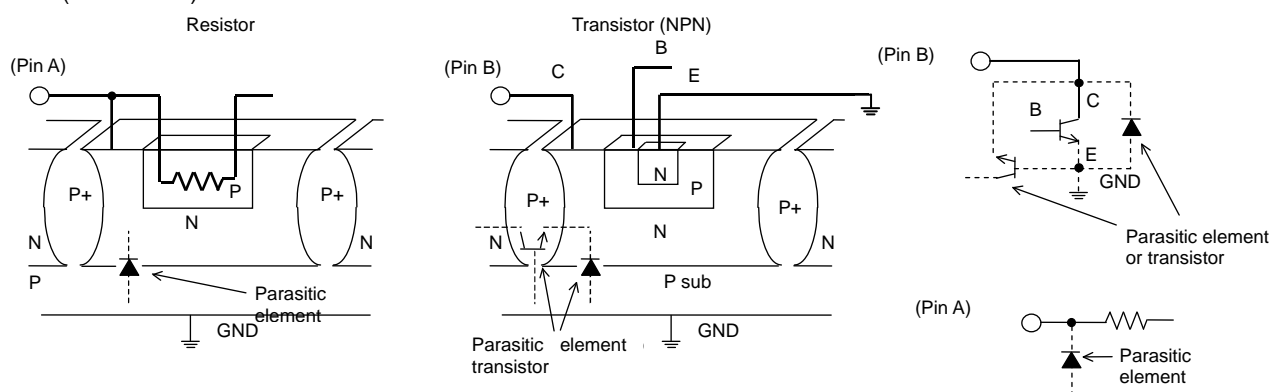 Resistor
(Pin A)
P+
P
P+
N
N
N
P
Parasitic
element
GND
Transistor (NPN)
(Pin B)
C
B
E
N
P
P+
P+
N
N
N
P sub
GND
Parasitic element
transistor
(Pin B)
B
C
E
GND
Parasitic element
or transistor
(Pin A)
Parasitic
element